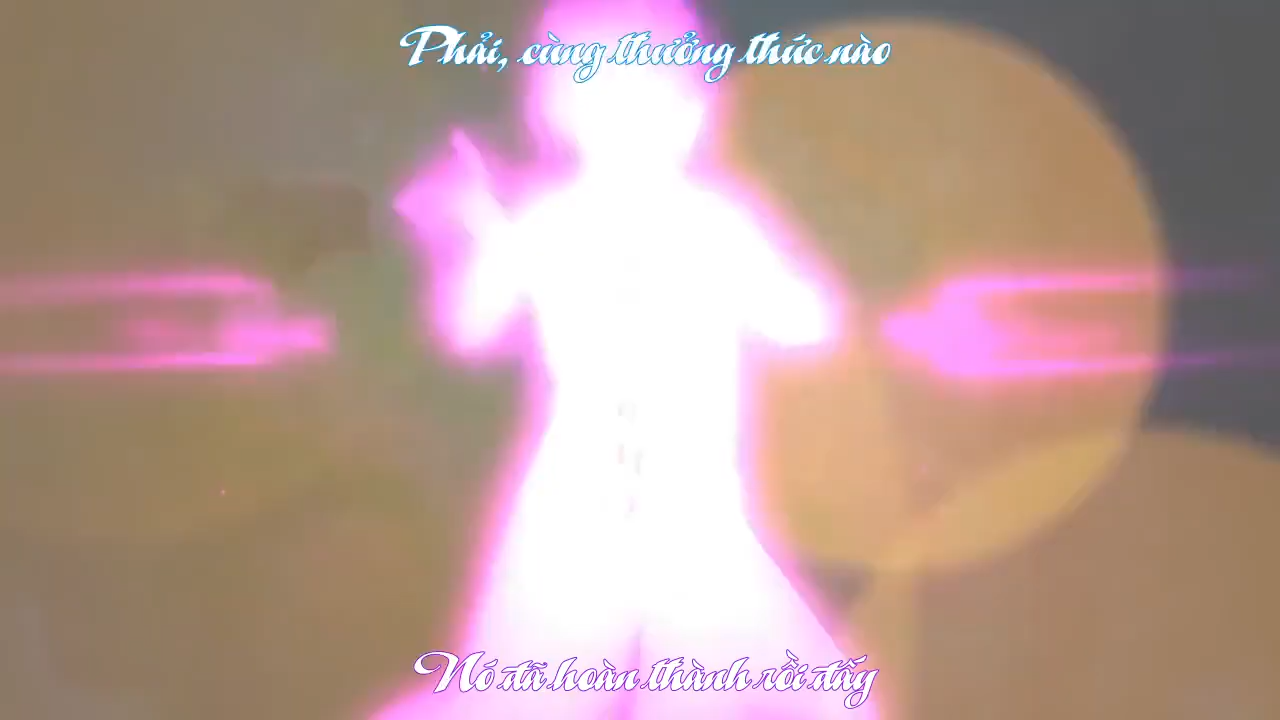 Phải, cùng thưởng thức nào
Nó đã hoàn thành rồi đấy